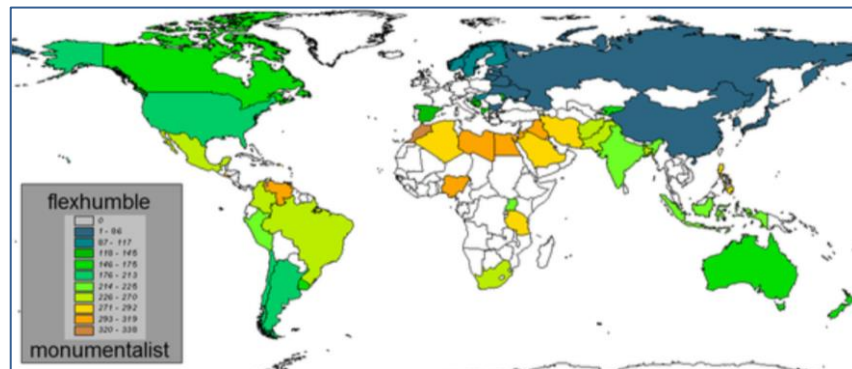 flexhumble
0
1 - 86
87 - 117
118 - 145
146 - 175
176 - 213
214 - 225
226 - 270
271 - 292
293 - 319
320 - 338
monumentalist